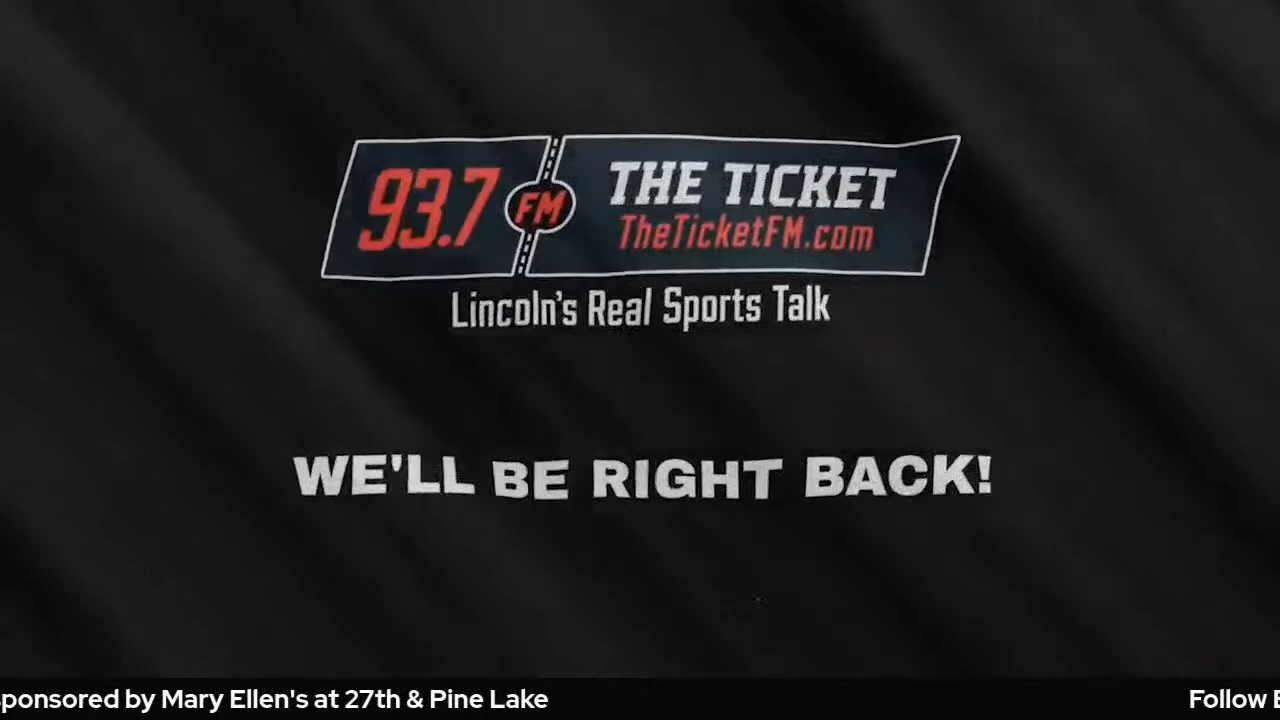 93.7 FM THE TICKET
TheTicketFM.com
Lincoln's Real Sports Talk
WE'LL BE RIGHT BACK!
ponsored by Mary Ellen's at 27th & Pine Lake
Follow